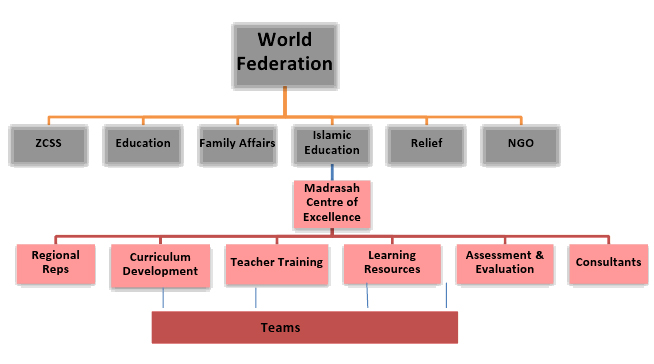 World
Federation
ZCSS
Education
Family Affairs
Islamic
Education
Relief
NGO
Madrasah
Centre of
Excellence
Regional
Reps
Curriculum
Development
Teacher Training
Learning
Resources
Assessment &
Evaluation
Consultants
Teams